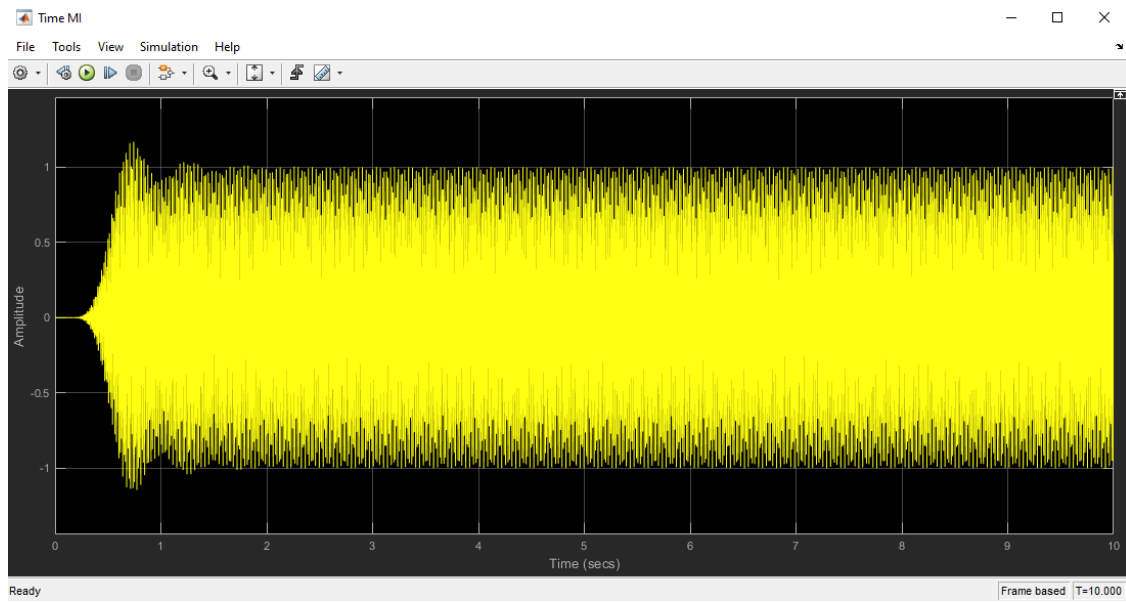 Time MI
File Tools View Simulation Help
1
0.5
0
-0.5
-1
Amplitude
0 1 2 3 4 5 6 7 8 9 10
Time (secs)
Ready Frame based T=10.000